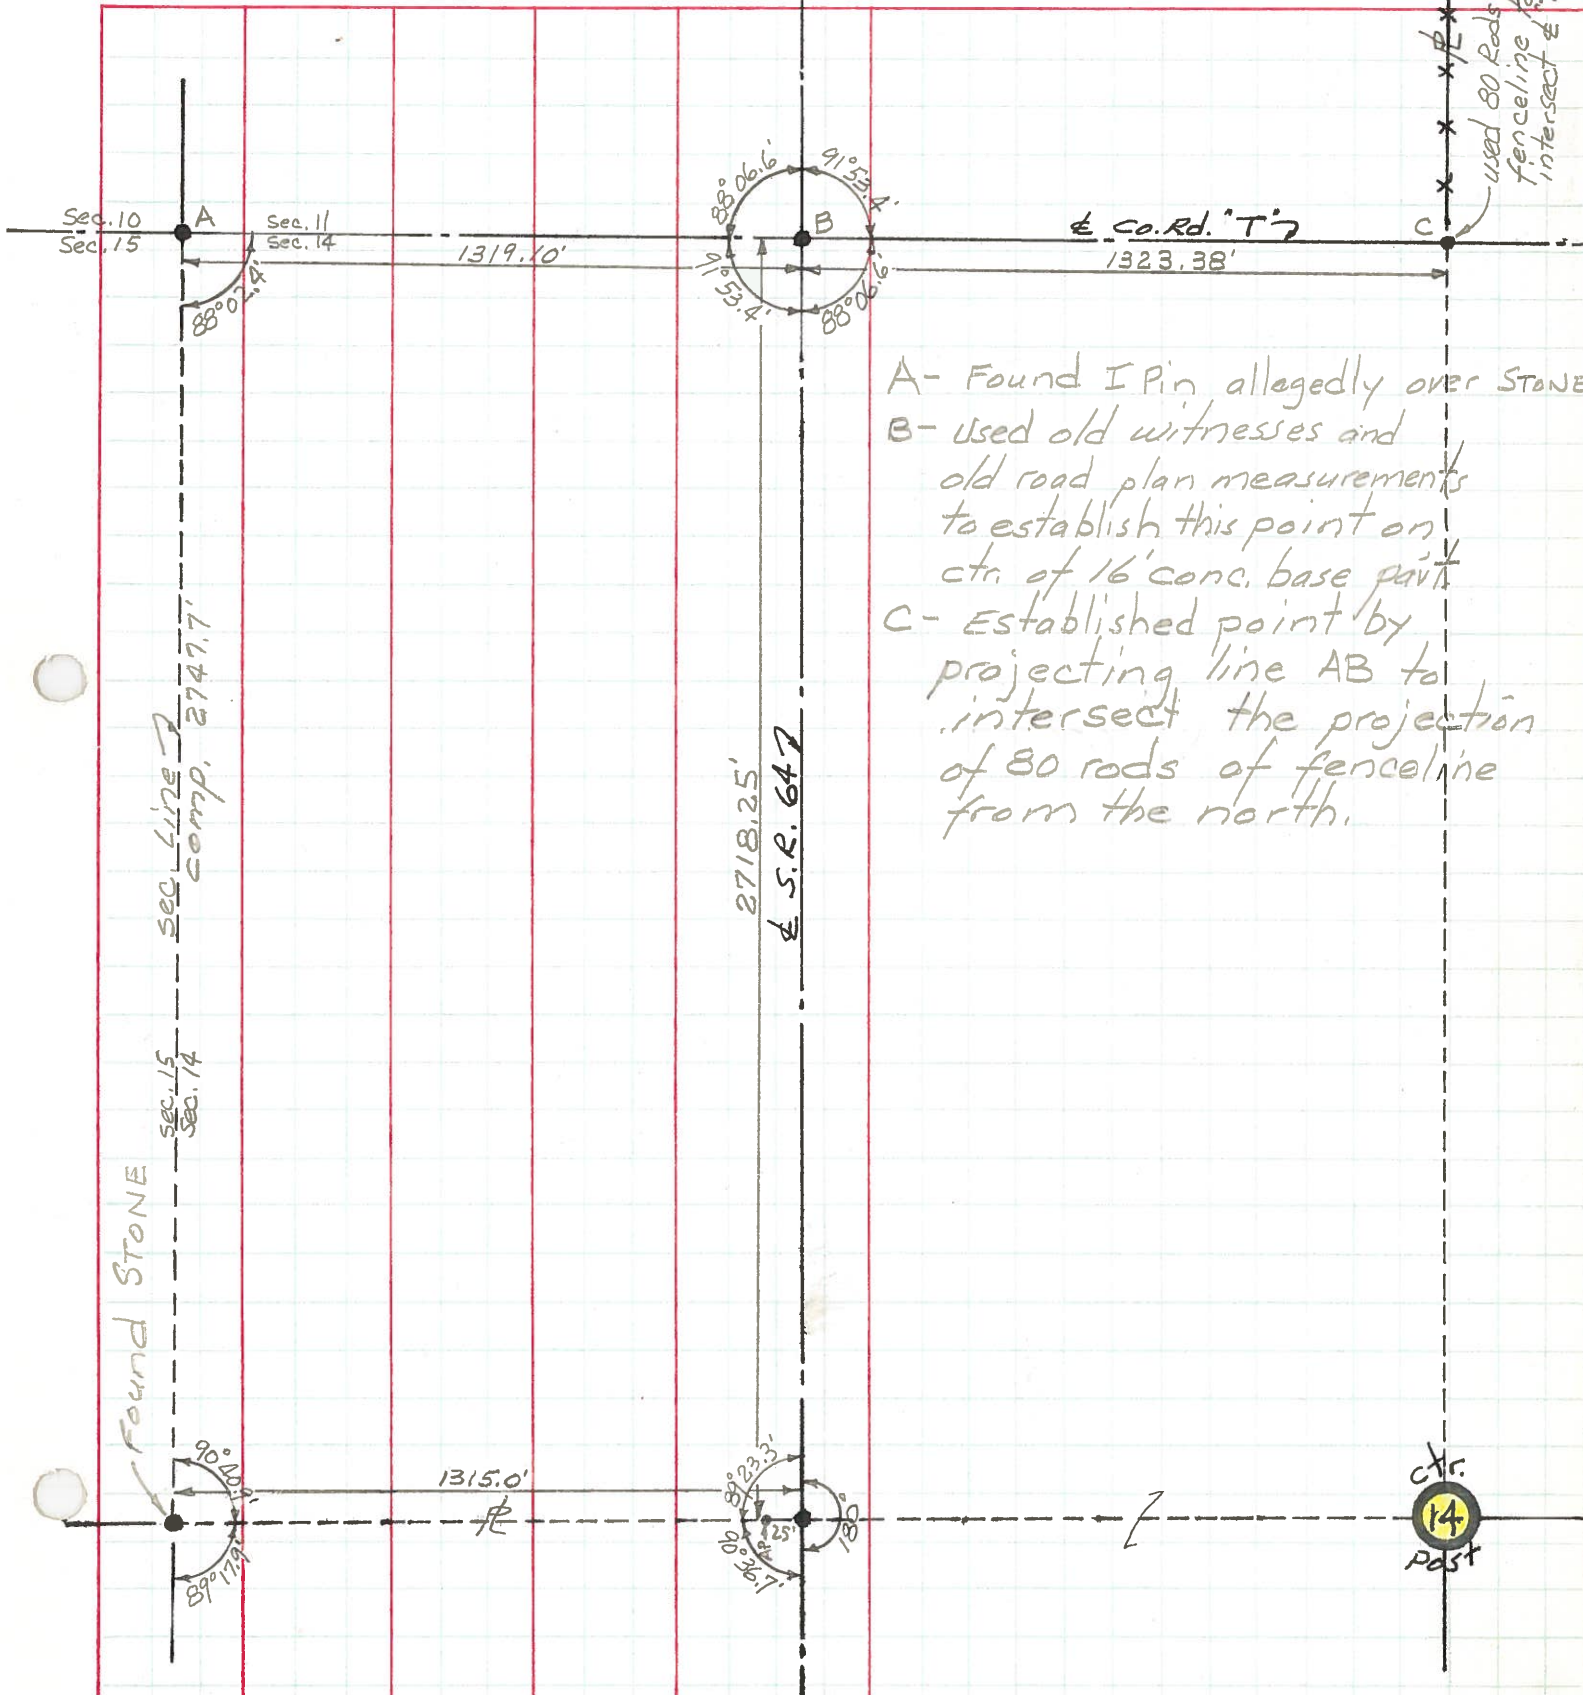 used 80 Rods
fenceline
intersect ℄
PL
Sec. 10
Sec. 15
A
Sec. 11
Sec. 14
88°02.4'
1319.10'
88°06.6'
91°53.4'
B
91°53.4'
88°06.6'
℄ Co. Rd. "T"
1323.38'
C
A- Found I Pin allegedly over STONE
B- Used old witnesses and
old road plan measurements
to establish this point on
ctr. of 16' conc. base pavt
C- Established point by
projecting line AB to
intersect the projection
of 80 rods of fenceline
from the north.
Sec. Line
Comp. 2747.7'
2718.25'
℄ S.R. 64
Sec. 15
Sec. 14
Found STONE
89°17.9'
1315.0'
PL
89°23.3'
90°36.7'
25'
180°
ctr.
14
Post